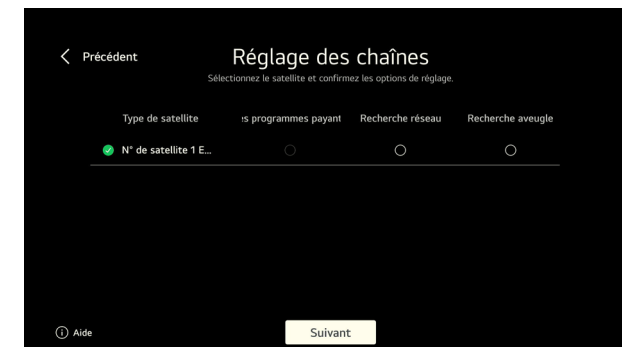 Précédent
Réglage des chaînes
Sélectionnez le satellite et confirmez les options de réglage.
Type de satellite es programmes payant Recherche réseau Recherche aveugle
N° de satellite 1 E...
Aide
Suivant